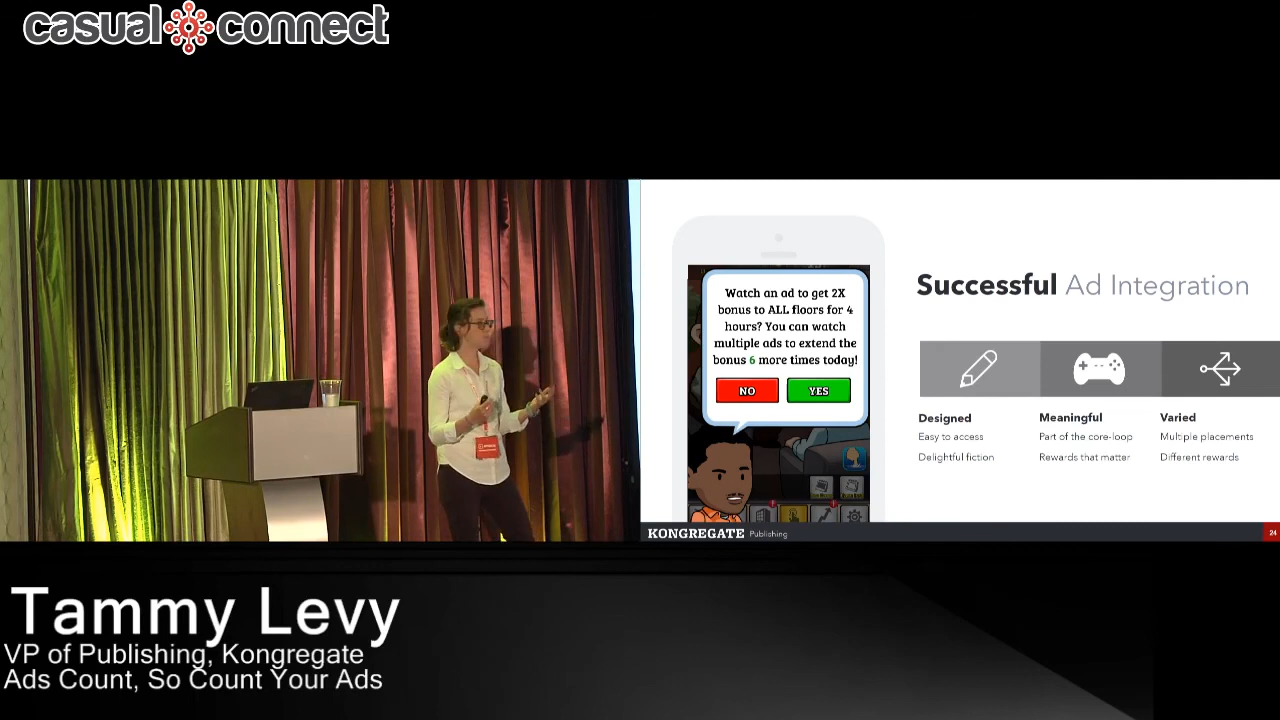 casual connect
Watch an ad to get 2X
bonus to ALL floors for 4
hours? You can watch
multiple ads to extend the
bonus 6 more times today!
NO YES
Successful Ad Integration
Designed
Easy to access
Delightful fiction
Meaningful
Part of the core-loop
Rewards that matter
Varied
Multiple placements
Different rewards
KONGREGATE Publishing
24
Tammy Levy
VP of Publishing, Kongregate
Ads Count, So Count Your Ads